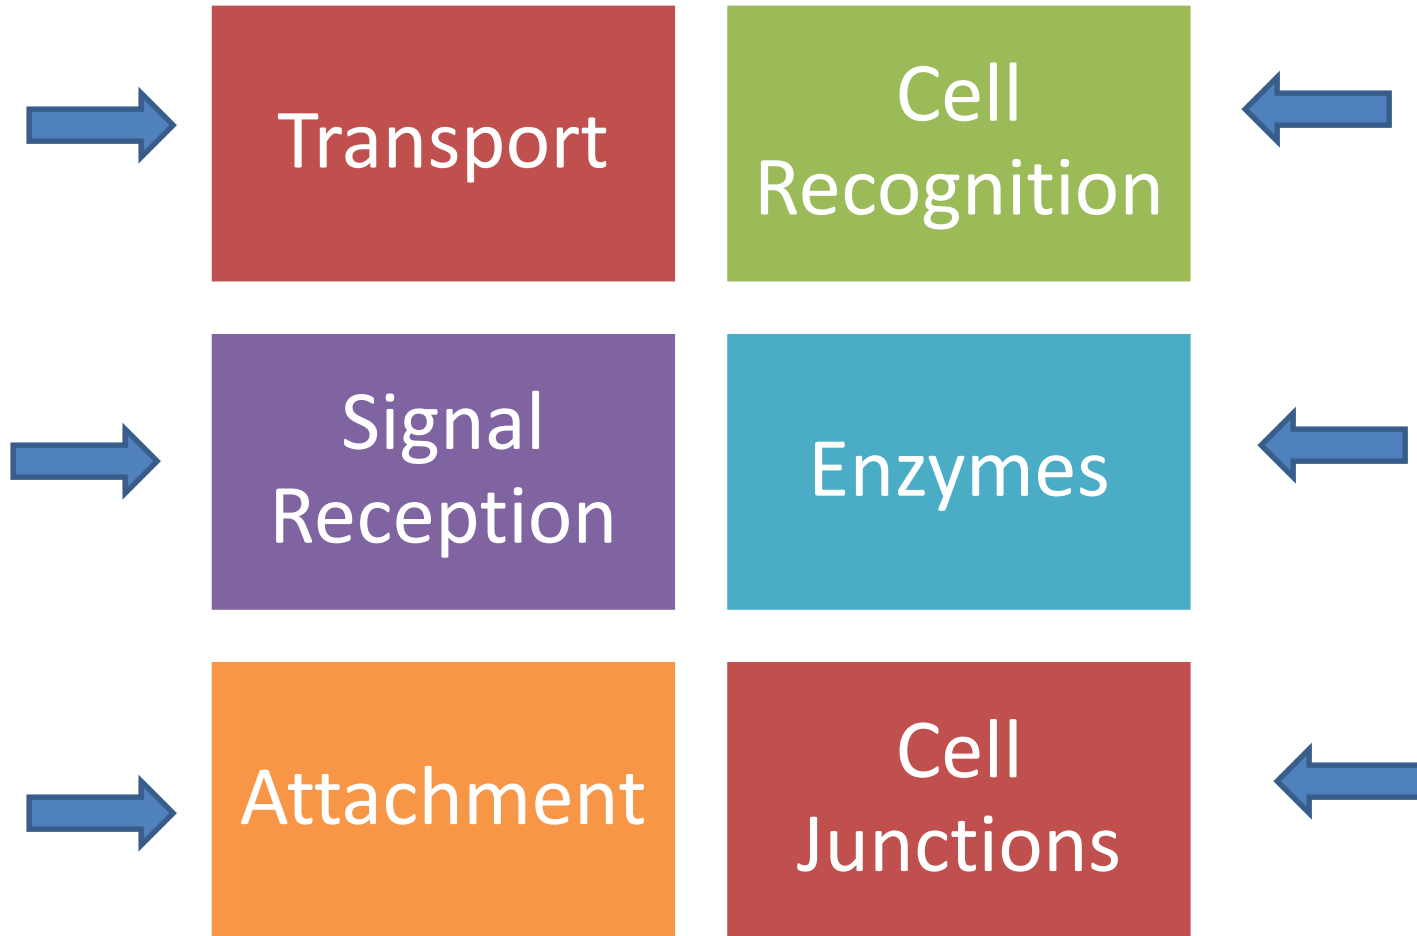 Transport
Cell
Recognition
Signal
Reception
Enzymes
Attachment
Cell
Junctions